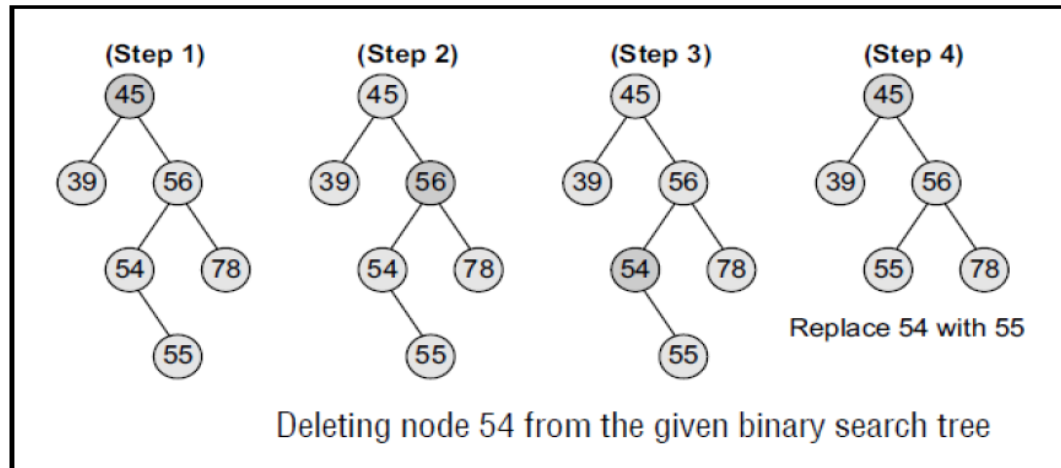 (Step 1) (Step 2) (Step 3) (Step 4)
45 45 45 45
39 56 39 56 39 56 39 56
54 78 54 78 54 78 55 78
Replace 54 with 55
55 55 55
Deleting node 54 from the given binary search tree